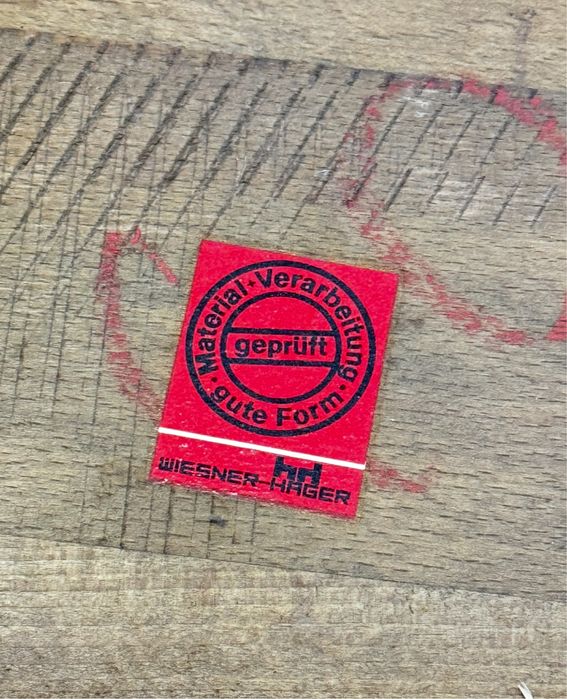 Material·Verarbeitung
geprüft
·gute Form·
WIESNER-HAGER